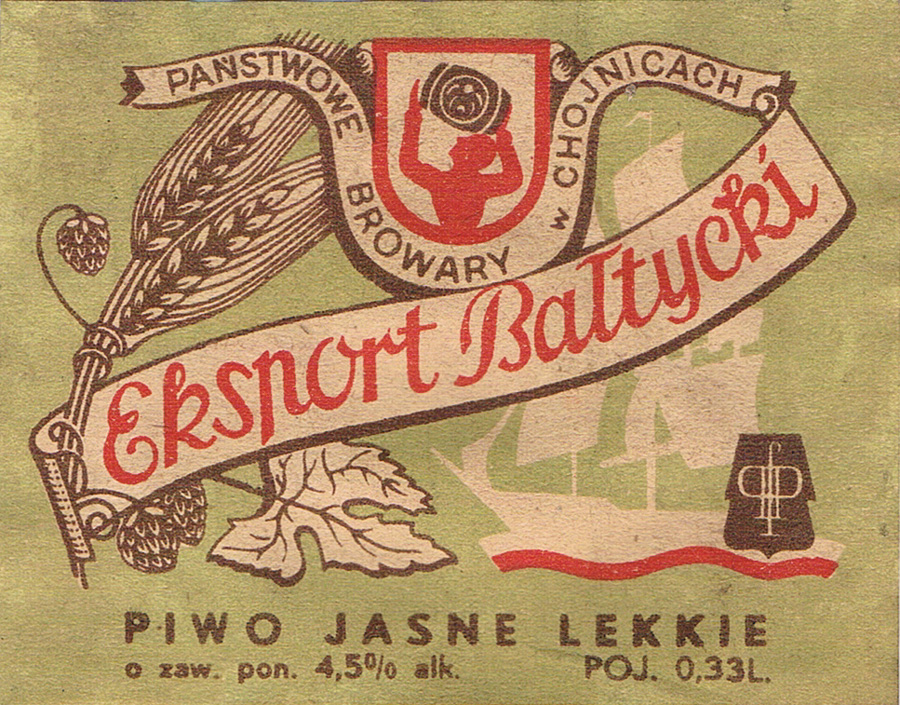 PAŃSTWOWE BROWARY w CHOJNICACH
Eksport Bałtycki
PIWO JASNE LEKKIE
o zaw. pon. 4,5% alk. POJ. 0,33L.